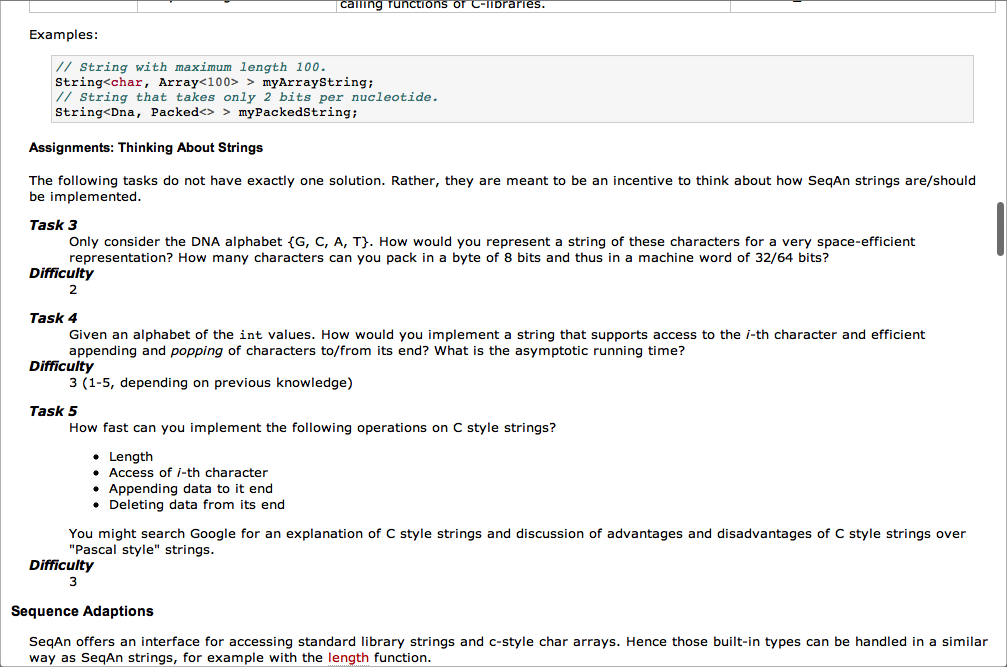 calling functions of C-libraries.
Examples:
// String with maximum length 100.
String<char, Array<100> > myArrayString;
// String that takes only 2 bits per nucleotide.
String<Dna, Packed<> > myPackedString;
Assignments: Thinking About Strings
The following tasks do not have exactly one solution. Rather, they are meant to be an incentive to think about how SeqAn strings are/should
be implemented.
Task 3
Only consider the DNA alphabet {G, C, A, T}. How would you represent a string of these characters for a very space-efficient
representation? How many characters can you pack in a byte of 8 bits and thus in a machine word of 32/64 bits?
Difficulty
2
Task 4
Given an alphabet of the int values. How would you implement a string that supports access to the i-th character and efficient
appending and popping of characters to/from its end? What is the asymptotic running time?
Difficulty
3 (1-5, depending on previous knowledge)
Task 5
How fast can you implement the following operations on C style strings?
• Length
• Access of i-th character
• Appending data to it end
• Deleting data from its end
You might search Google for an explanation of C style strings and discussion of advantages and disadvantages of C style strings over
"Pascal style" strings.
Difficulty
3
Sequence Adaptions
SeqAn offers an interface for accessing standard library strings and c-style char arrays. Hence those built-in types can be handled in a similar
way as SeqAn strings, for example with the length function.